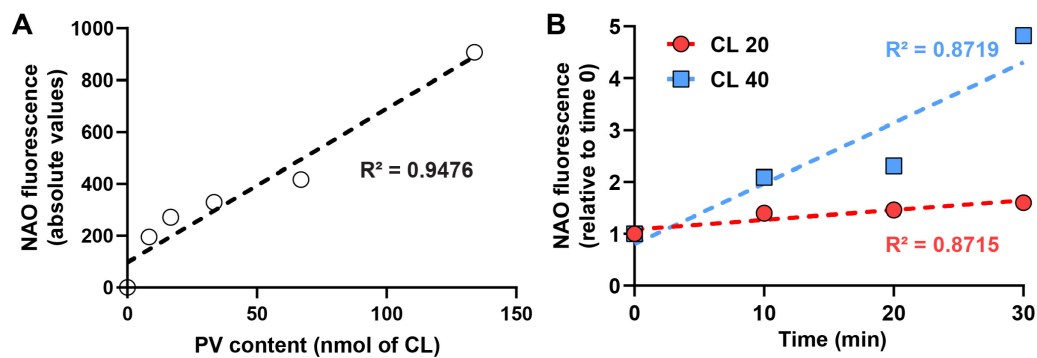 A
NAO fluorescence
(absolute values)
1000
800
600
400
200
0
R² = 0.9476
0
50
100
150
PV content (nmol of CL)
B
NAO fluorescence
(relative to time 0)
5
4
3
2
1
0
CL 20
CL 40
R² = 0.8719
R² = 0.8715
0
10
20
30
Time (min)